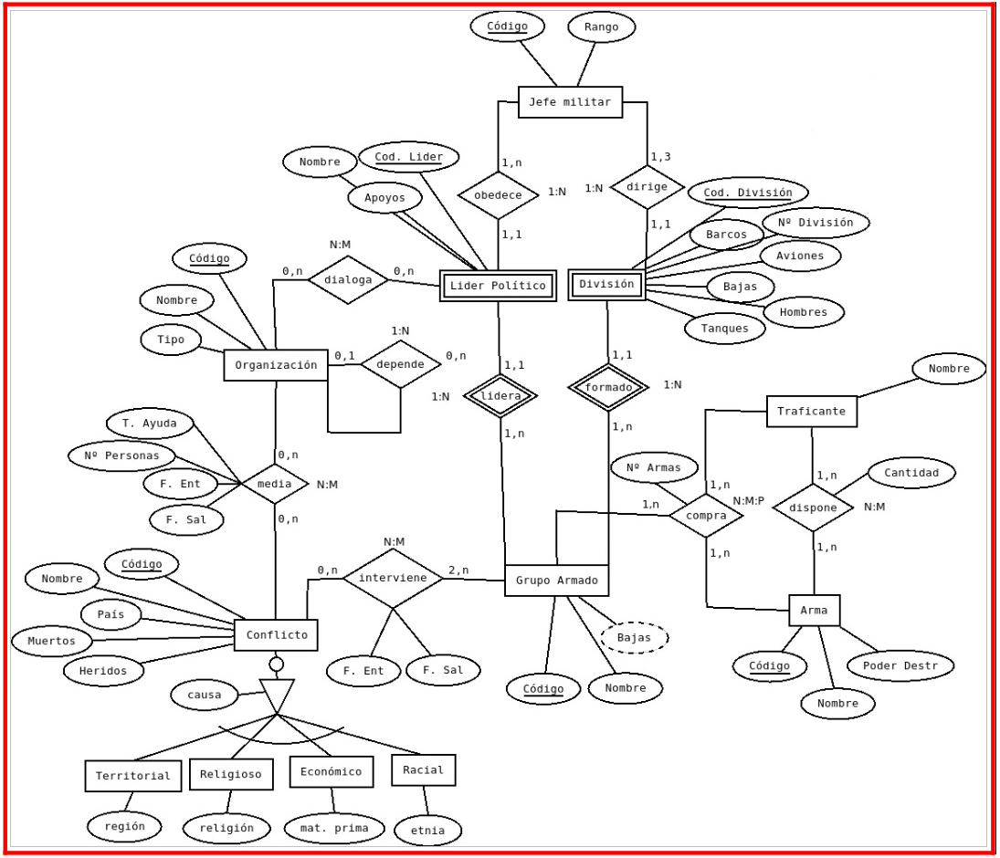 Código
Rango
Jefe militar
1,n
1,3
Nombre
Cod. Lider
Apoyos
obedece
1:N
1:N
dirige
Cod. División
Nº División
1,1
1,1
Barcos
N:M
Código
0,n
dialoga
0,n
Lider Político
División
Aviones
Bajas
Nombre
Hombres
Tipo
Tanques
1:N
0,1
depende
0,n
Organización
1,1
1,1
Nombre
1:N
lidera
formado
1:N
Traficante
T. Ayuda
1,n
1,n
Nº Personas
0,n
F. Ent
media
N:M
Nº Armas
1,n
1,n
Cantidad
F. Sal
0,n
1,n
compra
N:M:P
dispone
N:M
1,n
1,n
N:M
Código
0,n
interviene
2,n
Grupo Armado
Nombre
País
Arma
Muertos
Conflicto
Bajas
Heridos
F. Ent
F. Sal
Código
Poder Destr
causa
Código
Nombre
Nombre
Territorial
Religioso
Económico
Racial
región
religión
mat. prima
etnia